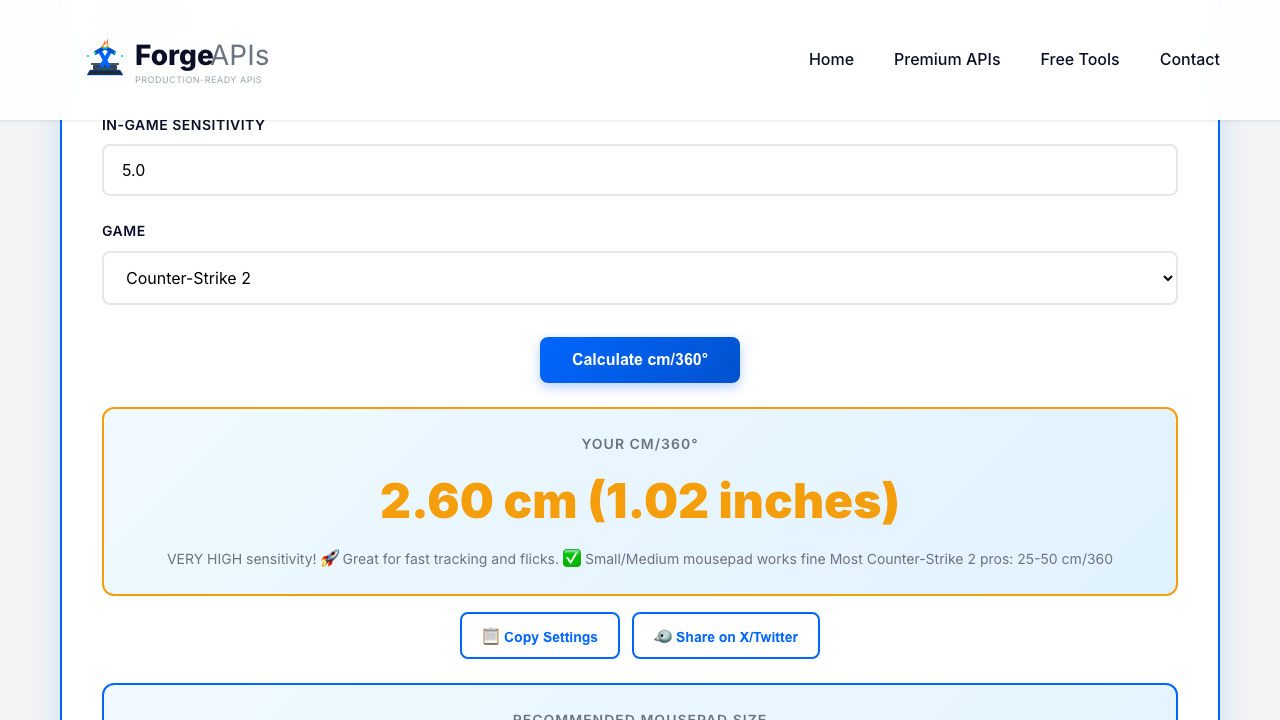 ForgeAPIs
PRODUCTION-READY APIS
Home
Premium APIs
Free Tools
Contact
IN-GAME SENSITIVITY
5.0
GAME
Counter-Strike 2
Calculate cm/360°
YOUR CM/360°
2.60 cm (1.02 inches)
VERY HIGH sensitivity! 🚀 Great for fast tracking and flicks. ✅ Small/Medium mousepad works fine Most Counter-Strike 2 pros: 25-50 cm/360
📋 Copy Settings
🐦 Share on X/Twitter
RECOMMENDED MOUSEPAD SIZE